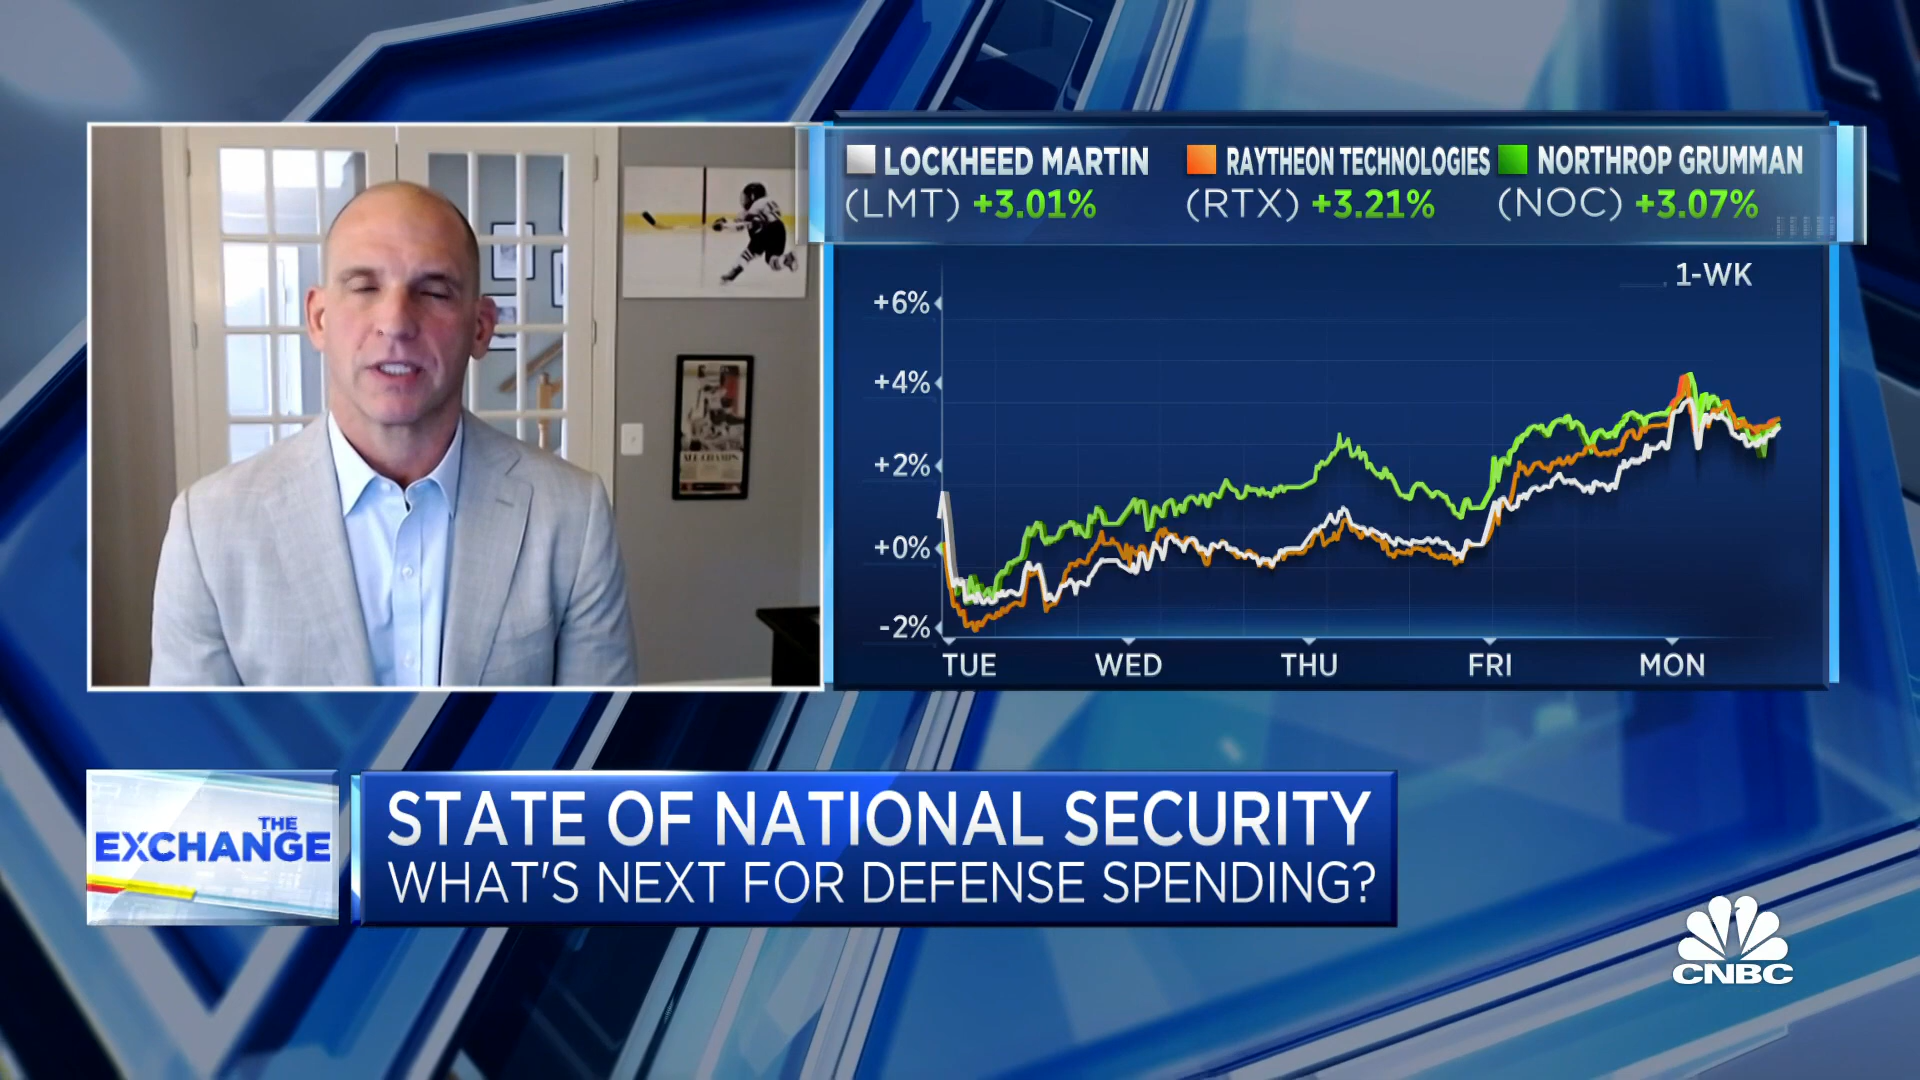 LOCKHEED MARTIN
(LMT) +3.01%
RAYTHEON TECHNOLOGIES
(RTX) +3.21%
NORTHROP GRUMMAN
(NOC) +3.07%
1-WK
+6%
+4%
+2%
+0%
-2%
TUE WED THU FRI MON
THE
EXCHANGE
STATE OF NATIONAL SECURITY
WHAT'S NEXT FOR DEFENSE SPENDING?
CNBC